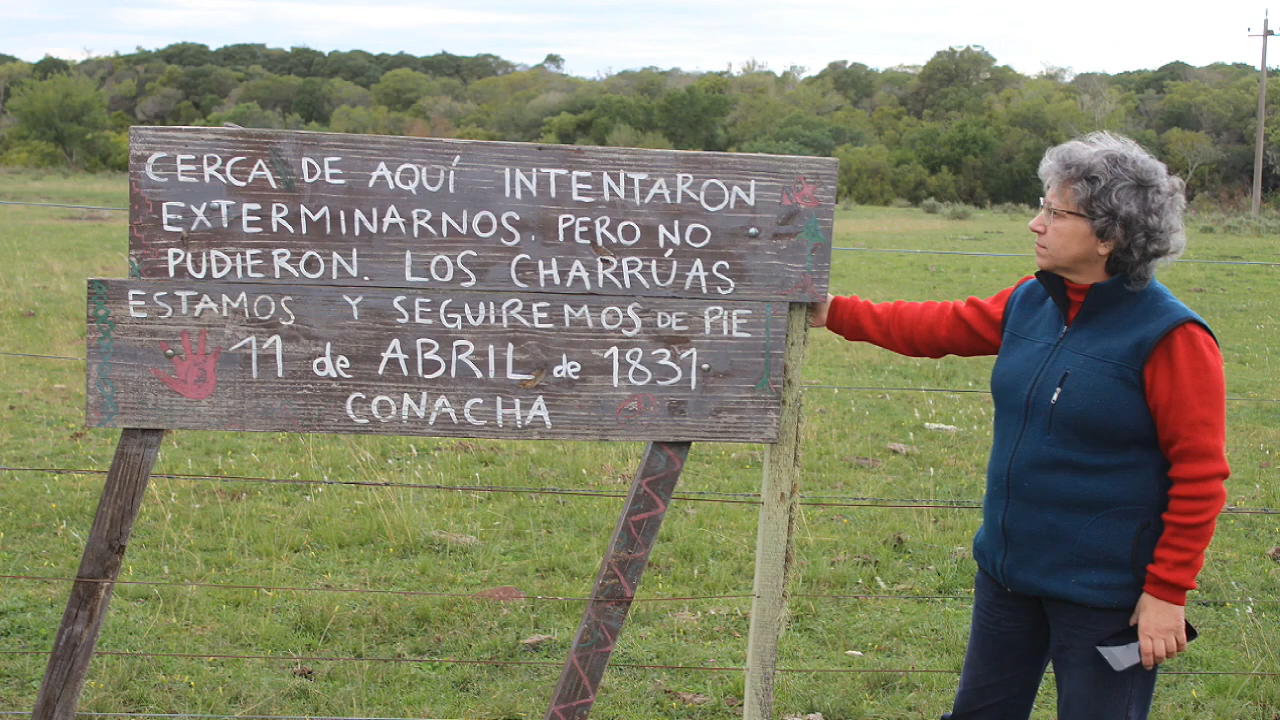 CERCA DE AQUÍ INTENTARON
EXTERMINARNOS. PERO NO
PUDIERON. LOS CHARRÚAS
ESTAMOS Y SEGUIREMOS DE PIE
11 de ABRIL de 1831.
CONACHA